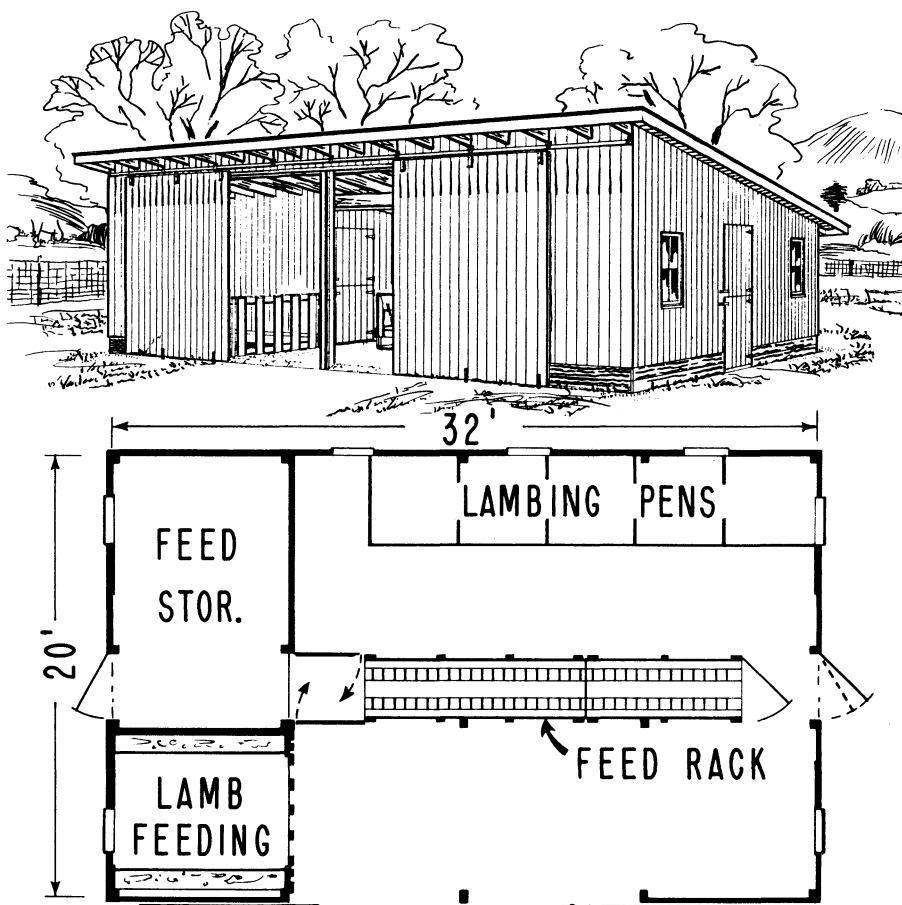 32'
LAMBING PENS
FEED
STOR.
20'
FEED RACK
LAMB
FEEDING